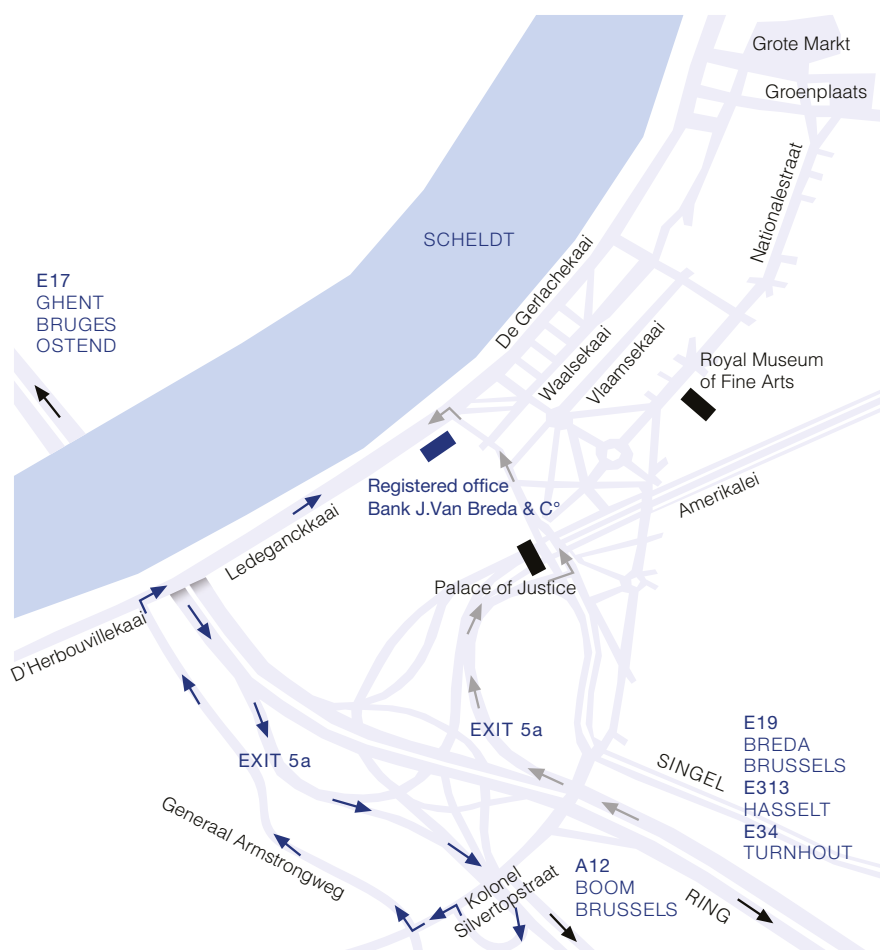 Grote Markt
Groenplaats
Nationalestraat
SCHELDT
De Gerlachekaai
E17
GHENT
BRUGES
OSTEND
Waalsekaai
Vlaamsekaai
Royal Museum
of Fine Arts
Registered office
Bank J.Van Breda & C°
Amerikalei
Ledeganckkaai
Palace of Justice
D'Herbouvillekaai
EXIT 5a
EXIT 5a
SINGEL
E19
BREDA
BRUSSELS
E313
HASSELT
E34
TURNHOUT
Generaal Armstrongweg
Kolonel
Silvertopstraat
A12
BOOM
BRUSSELS
RING